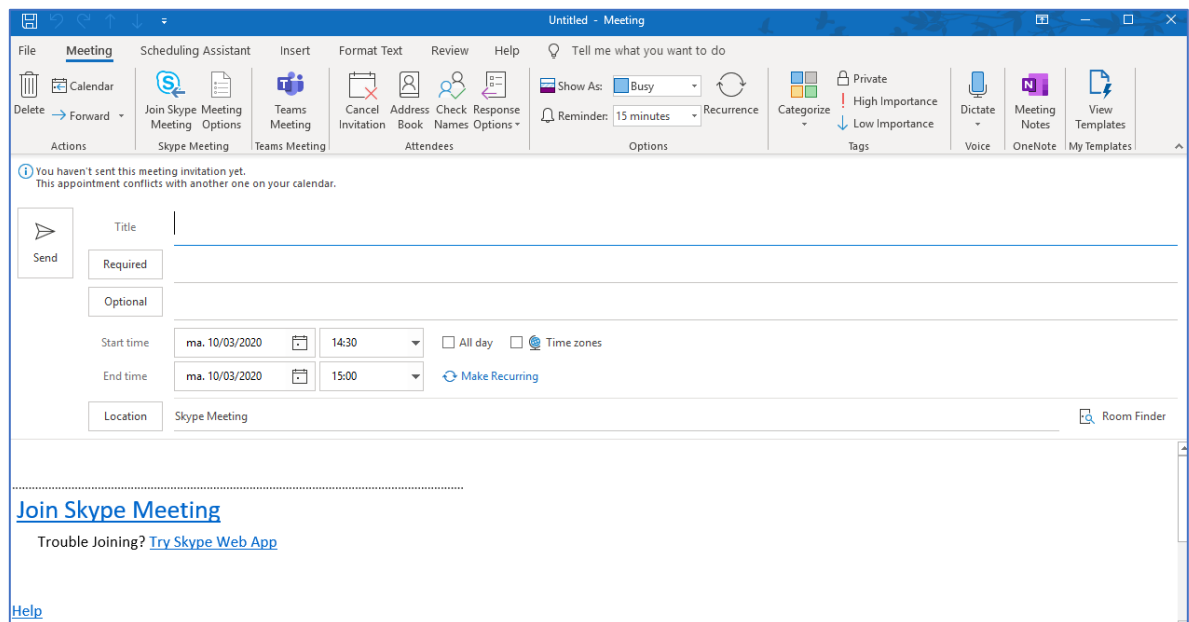 Untitled - Meeting
File Meeting Scheduling Assistant Insert Format Text Review Help Tell me what you want to do
Delete
Calendar
Forward
Actions
Join Skype Meeting
Meeting Options
Skype Meeting
Teams Meeting
Teams Meeting
Cancel Invitation
Address Book
Check Names
Response Options
Attendees
Show As: Busy
Reminder: 15 minutes
Recurrence
Options
Categorize
Private
High Importance
Low Importance
Tags
Dictate
Voice
Meeting Notes
OneNote
View Templates
My Templates
You haven't sent this meeting invitation yet.
This appointment conflicts with another one on your calendar.
Send
Title
Required
Optional
Start time ma. 10/03/2020 14:30 All day Time zones
End time ma. 10/03/2020 15:00 Make Recurring
Location Skype Meeting Room Finder
Join Skype Meeting
Trouble Joining? Try Skype Web App
Help